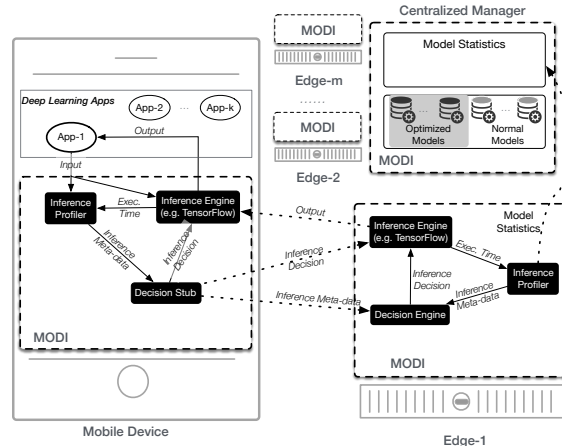 Centralized Manager
MODI
Edge-m
......
MODI
Edge-2
Model Statistics
...
...
Optimized
Models
Normal
Models
MODI
Deep Learning Apps
App-2
...
App-k
App-1
Output
Input
Inference
Profiler
Exec.
Time
Inference Engine
(e.g. TensorFlow)
Inference
Meta-data
Inference
Decision
Decision Stub
MODI
Mobile Device
Output
Inference
Decision
Inference Meta-data
Inference Engine
(e.g. TensorFlow)
Model
Statistics
Exec. Time
Inference
Decision
Inference
Profiler
Inference
Meta-data
Decision Engine
MODI
Edge-1